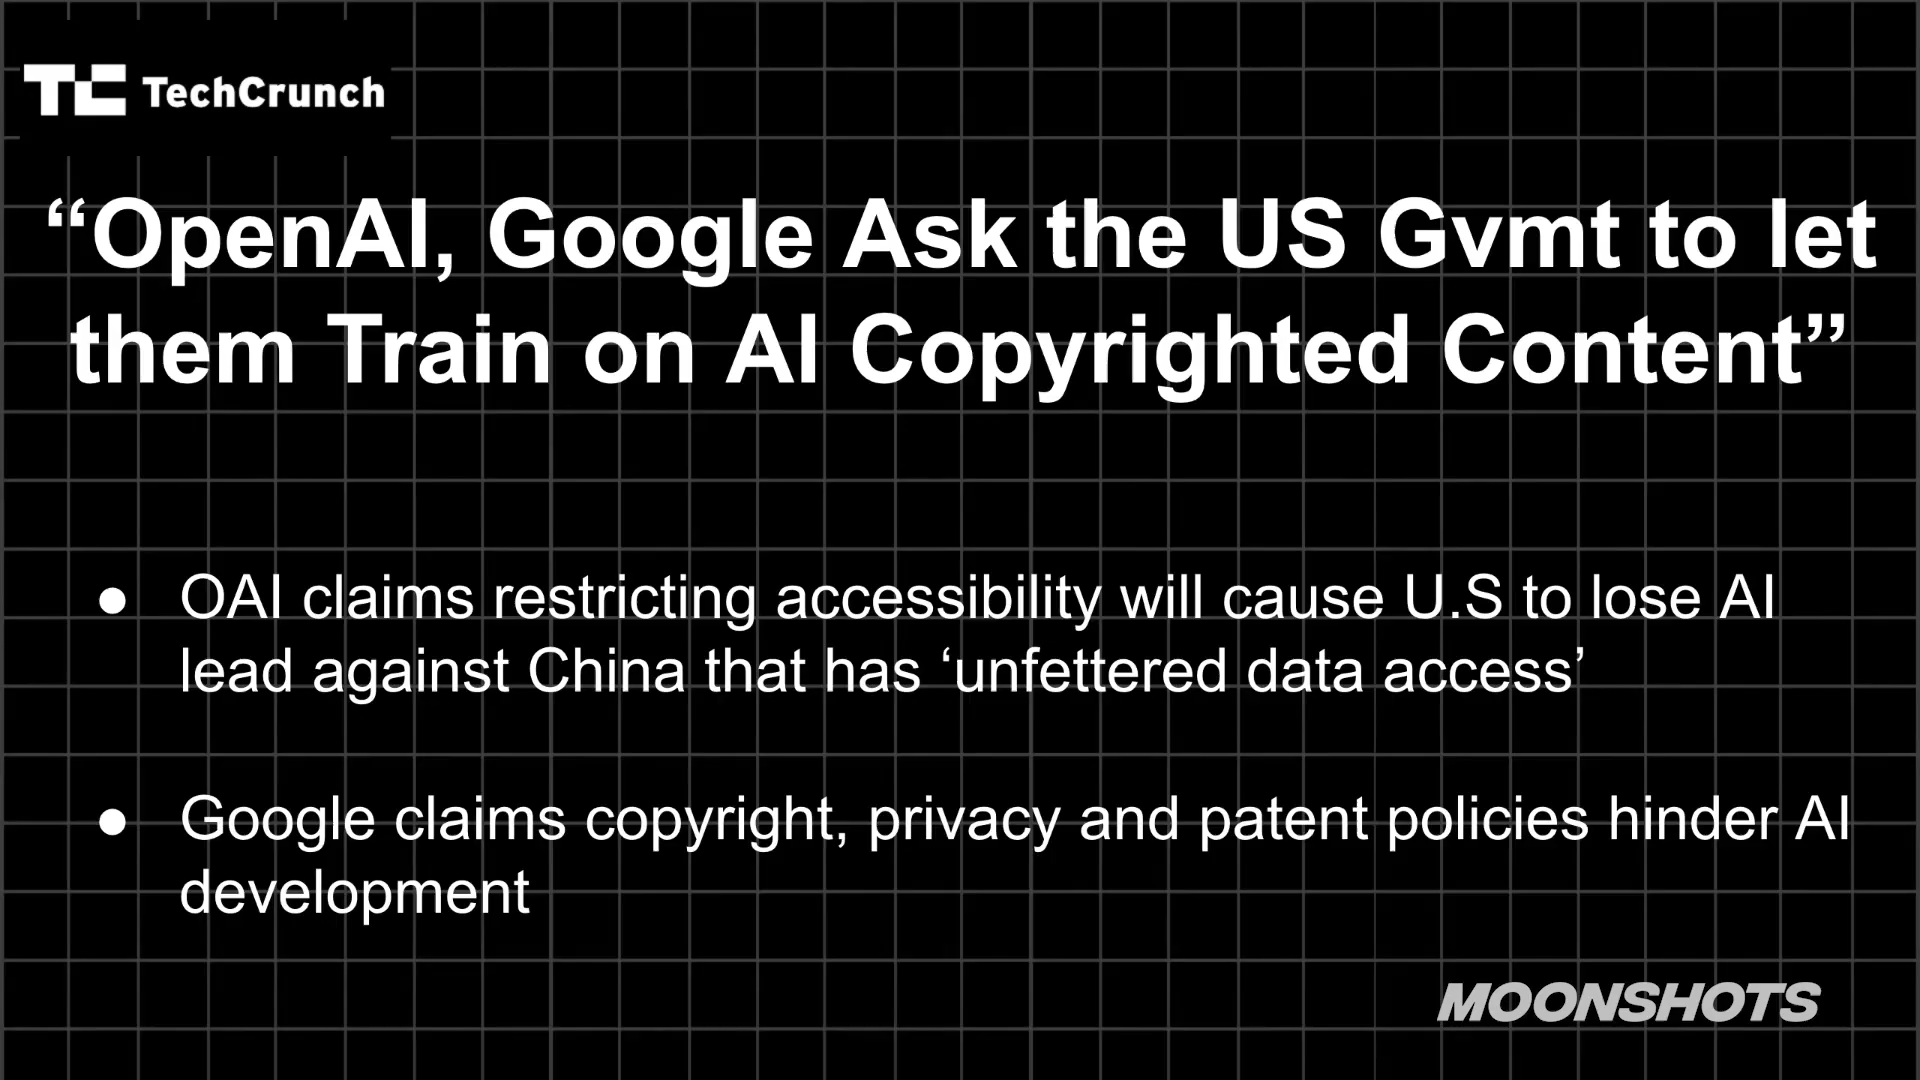 TC TechCrunch
“OpenAI, Google Ask the US Gvmt to let
them Train on AI Copyrighted Content”
● OAI claims restricting accessibility will cause U.S to lose AI
lead against China that has ‘unfettered data access’
● Google claims copyright, privacy and patent policies hinder AI
development
MOONSHOTS